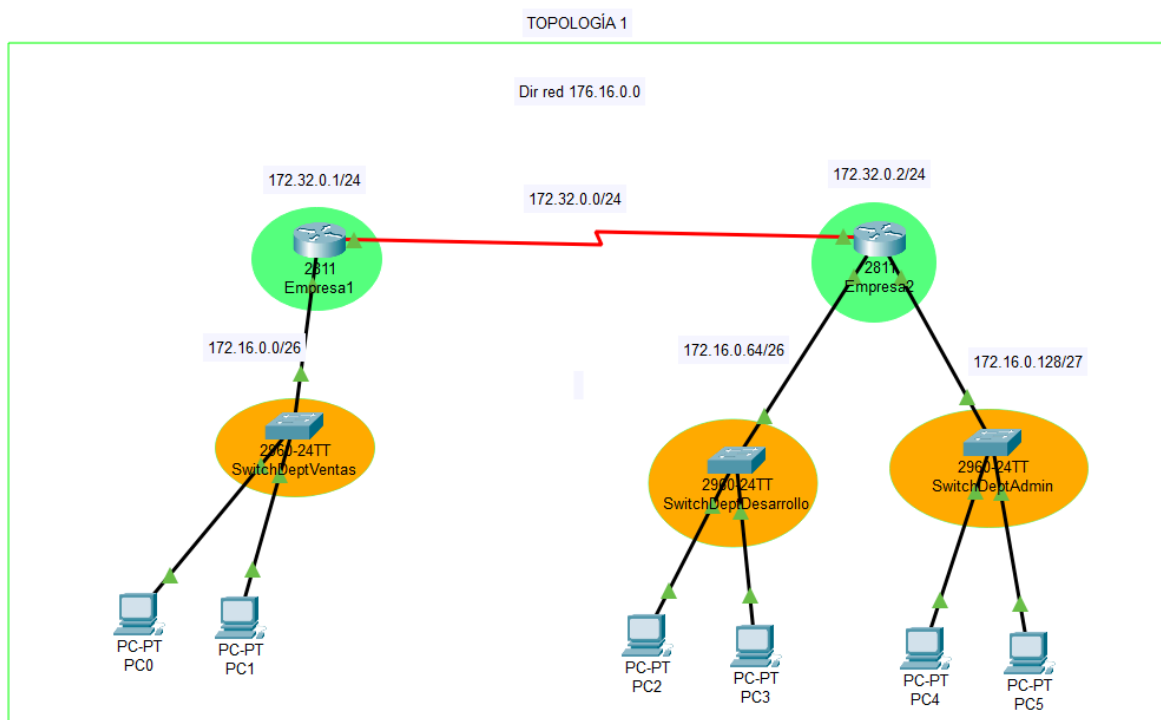 TOPOLOGÍA 1
Dir red 176.16.0.0
172.32.0.1/24
172.32.0.0/24
172.32.0.2/24
2811
Empresa1
2811
Empresa2
172.16.0.0/26
172.16.0.64/26
172.16.0.128/27
2960-24TT
SwitchDeptVentas
2960-24TT
SwitchDeptDesarrollo
2960-24TT
SwitchDeptAdmin
PC-PT
PC0
PC-PT
PC1
PC-PT
PC2
PC-PT
PC3
PC-PT
PC4
PC-PT
PC5